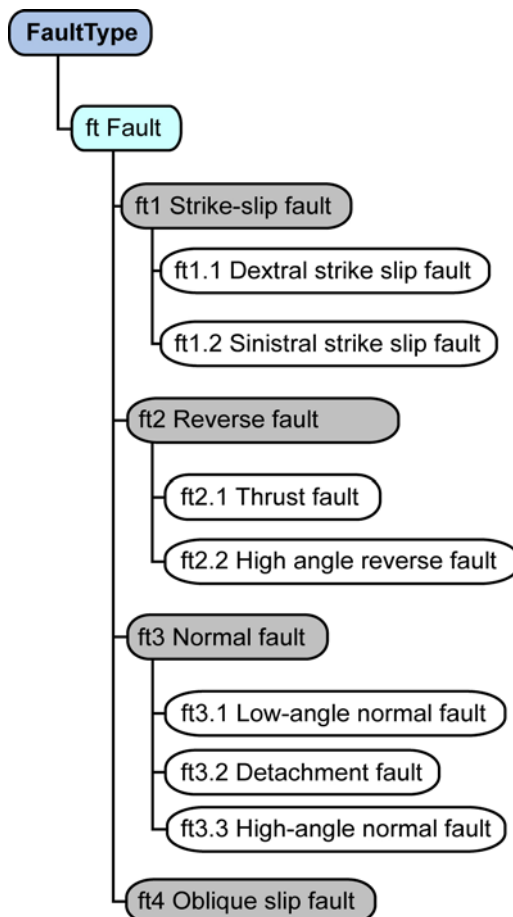 FaultType
ft Fault
ft1 Strike-slip fault
ft1.1 Dextral strike slip fault
ft1.2 Sinistral strike slip fault
ft2 Reverse fault
ft2.1 Thrust fault
ft2.2 High angle reverse fault
ft3 Normal fault
ft3.1 Low-angle normal fault
ft3.2 Detachment fault
ft3.3 High-angle normal fault
ft4 Oblique slip fault